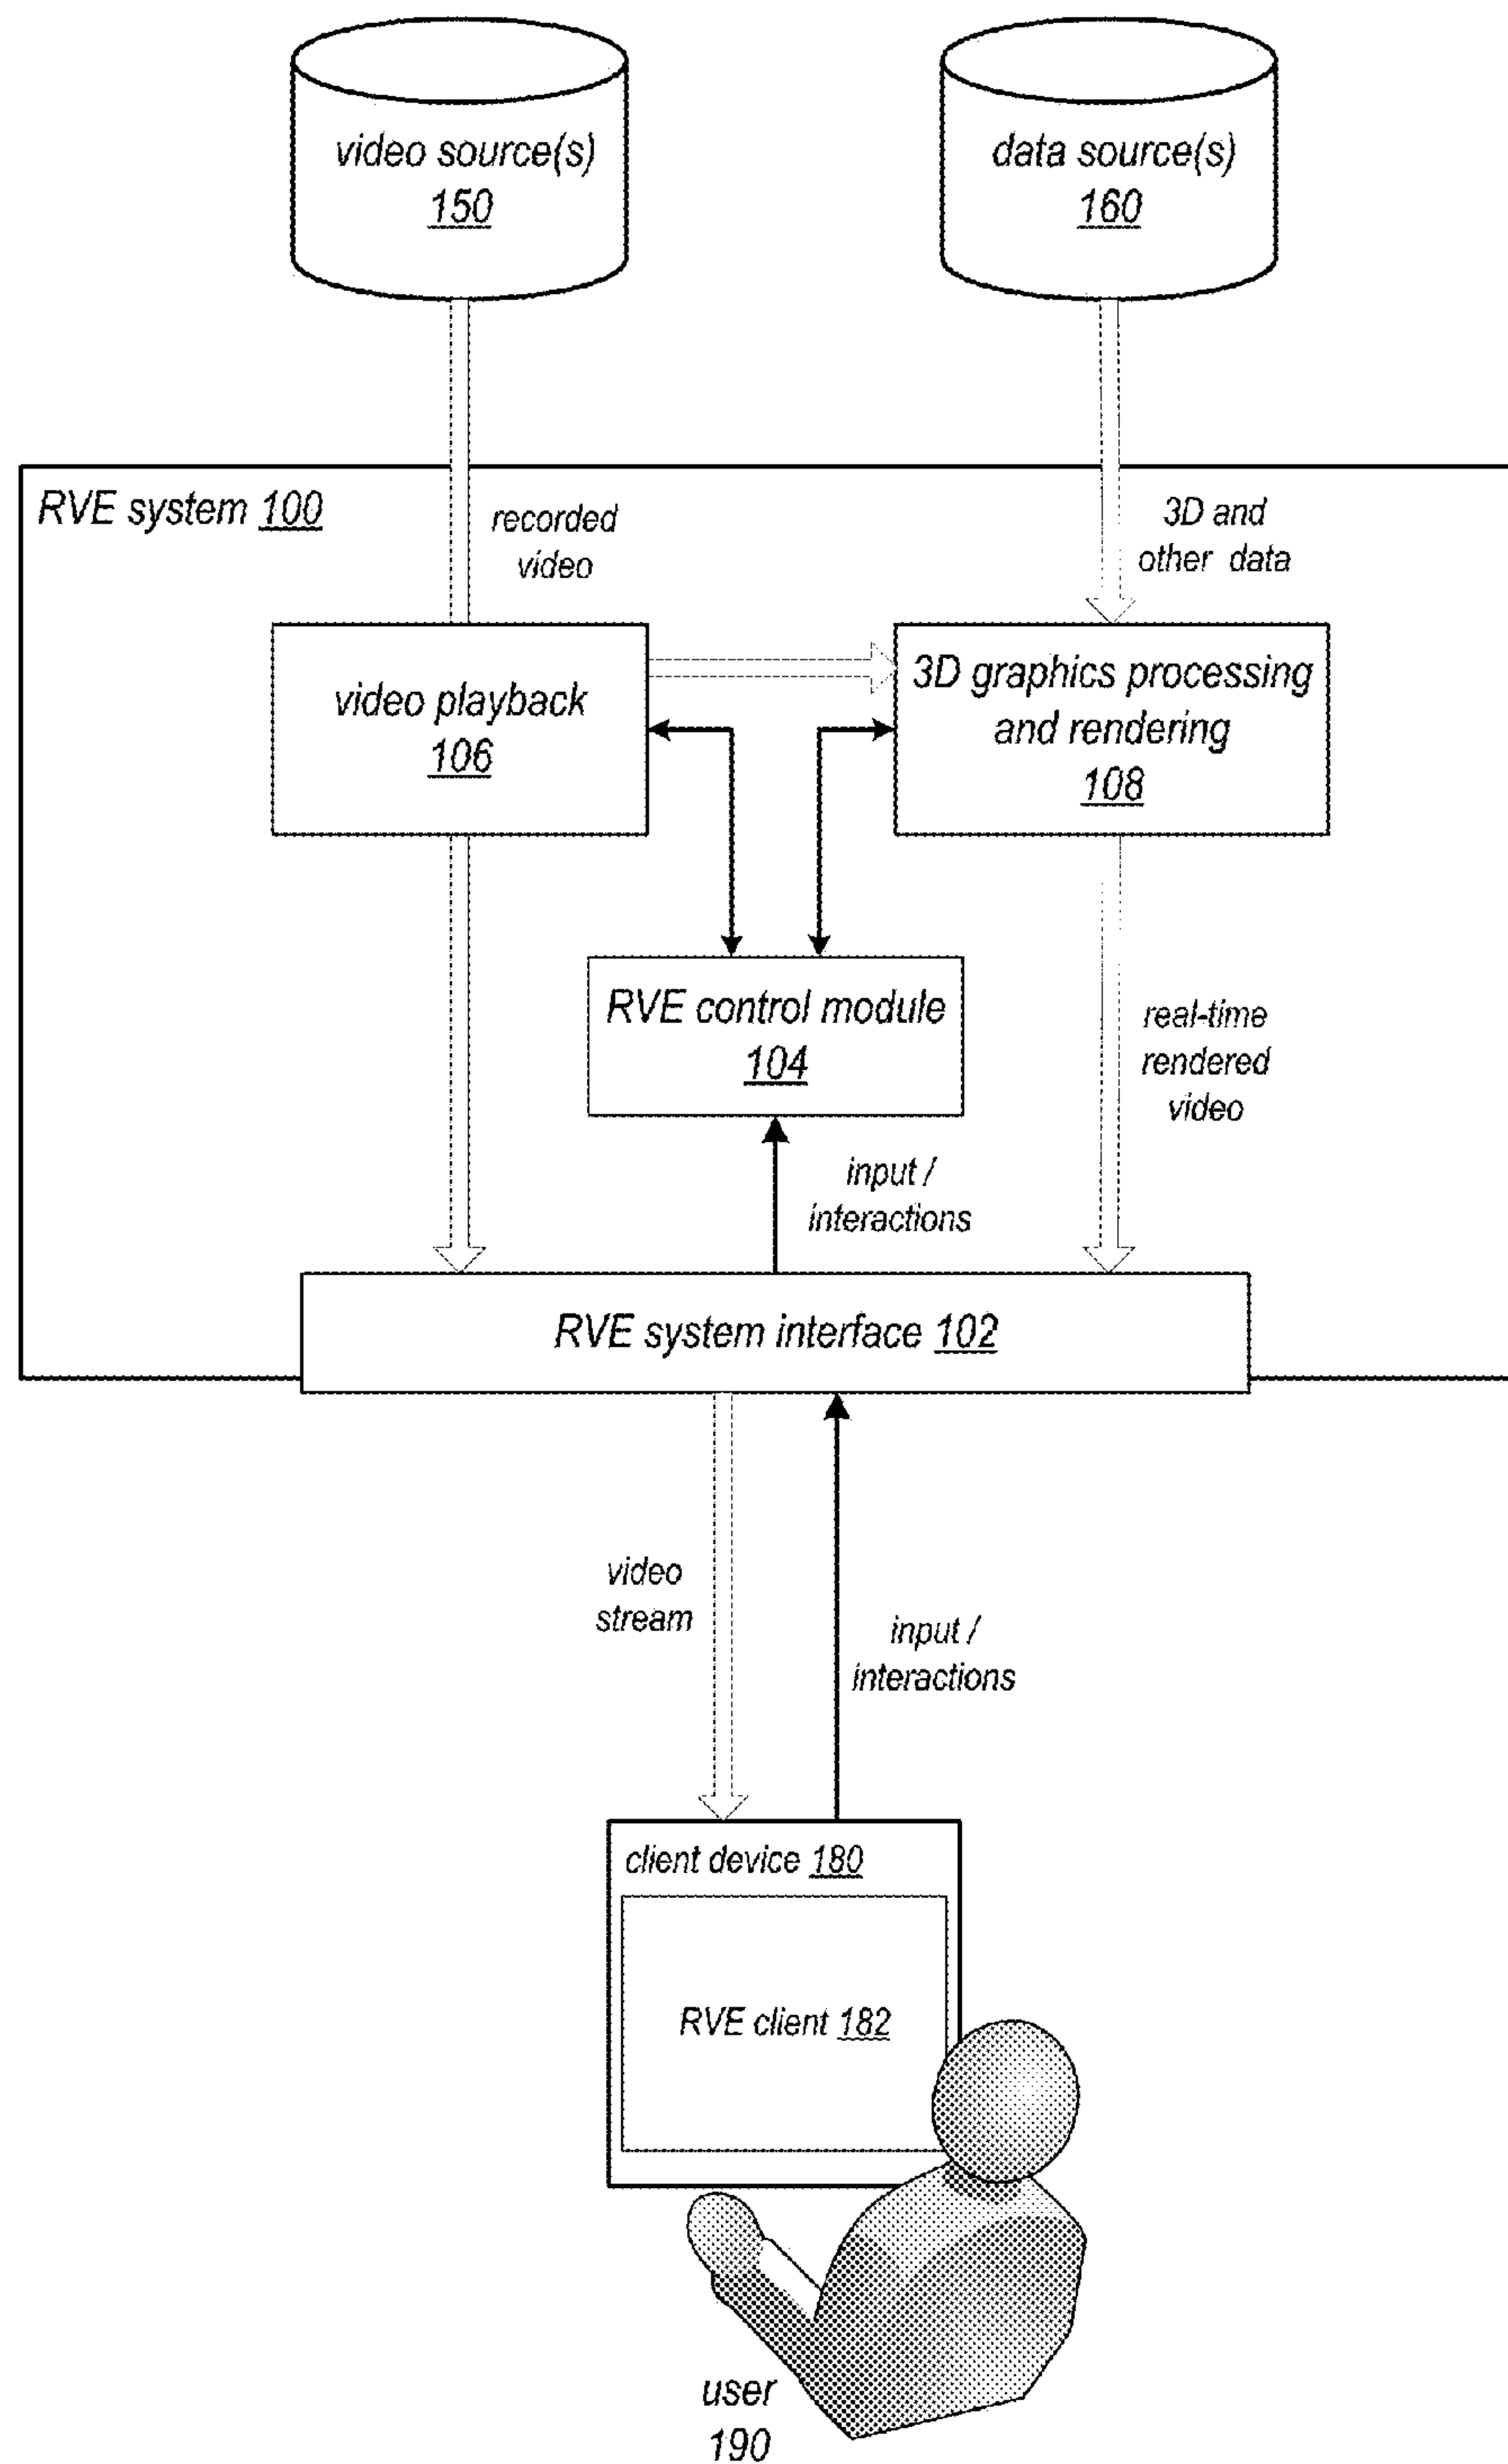 video source(s)
150
data source(s)
160
RVE system 100
recorded
video
3D and
other data
video playback
106
3D graphics processing
and rendering
108
RVE control module
104
real-time
rendered
video
input /
interactions
RVE system interface 102
video
stream
input /
interactions
client device 180
RVE client 182
user
190